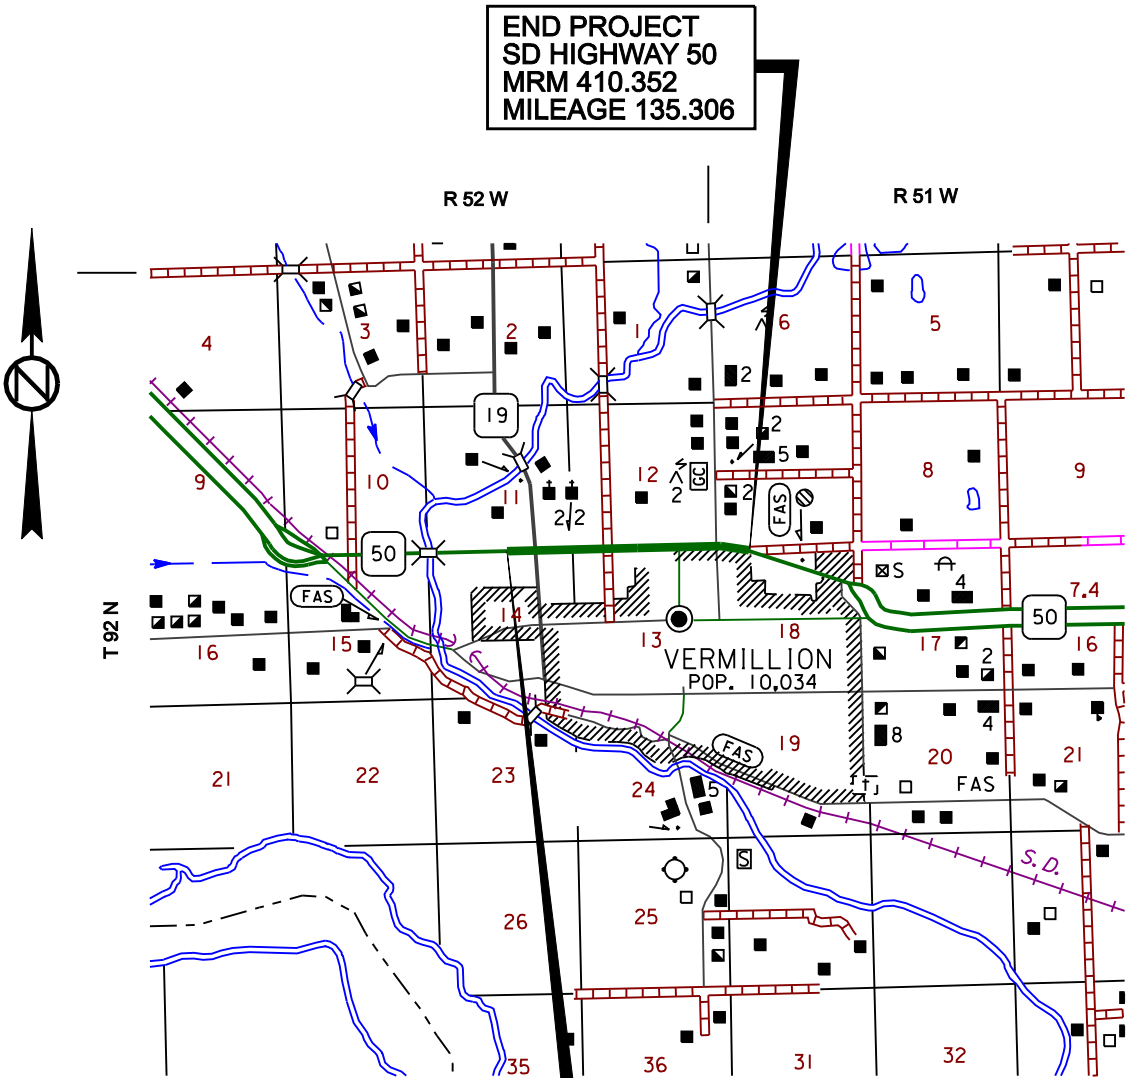 END PROJECT
SD HIGHWAY 50
MRM 410.352
MILEAGE 135.306
R 52 W
R 51 W
N
T 92 N
4
3
2
1
6
5
19
2
2
5
9
10
11
12
GC
2
2
8
9
2
2
FAS
50
FAS
S
4
7.4
50
16
15
14
13
18
17
16
VERMILLION
POP. 10,034
2
4
8
FAS
19
20
21
21
22
23
24
5
FAS
S
S.D.
26
25
35
36
31
32